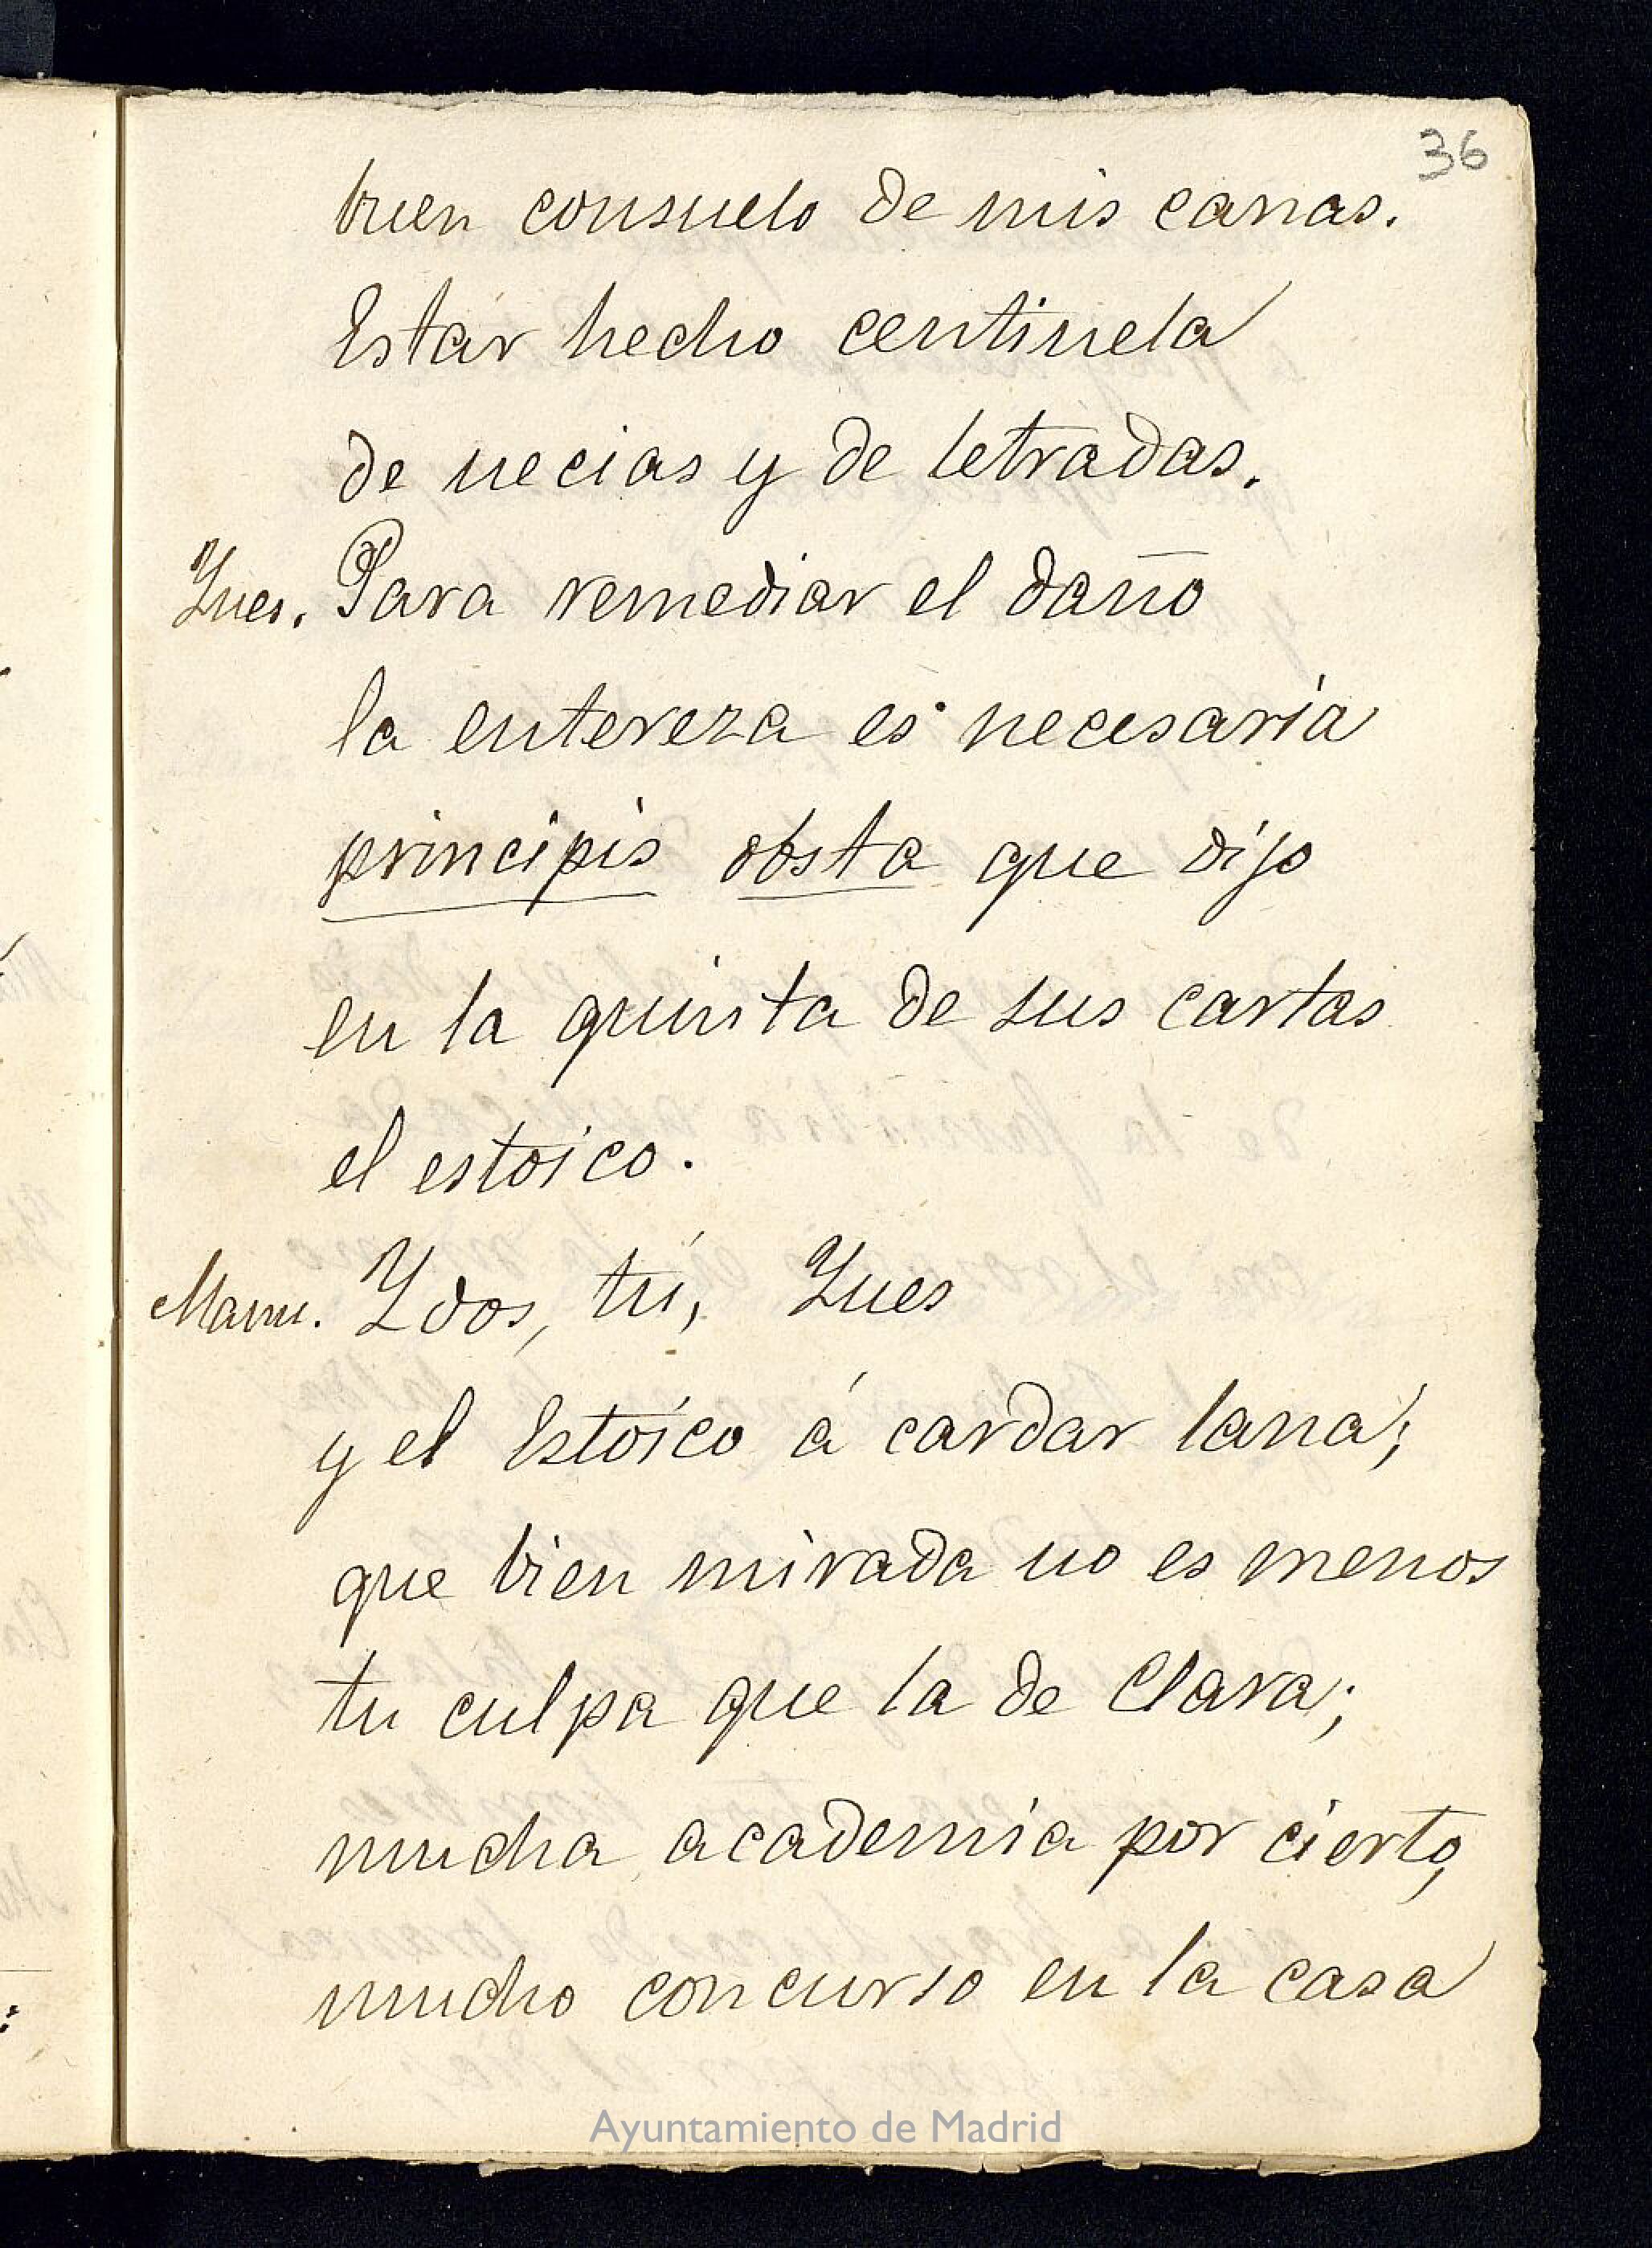 36
buen consuelo de mis canas.
Estar hecho centinela
de necias y de letradas.
Ynes. Para remediar el daño
la entereza es necesaria
principis obsta que dijo
en la quinta de sus cartas
el estoico.
Manu. Ydos, tú, Ynes
y el Estoico á cardar lana;
que bien mirada no es menos
tu culpa que la de Clara;
mucha academia por cierto,
mucho concurso en la casa
Ayuntamiento de Madrid